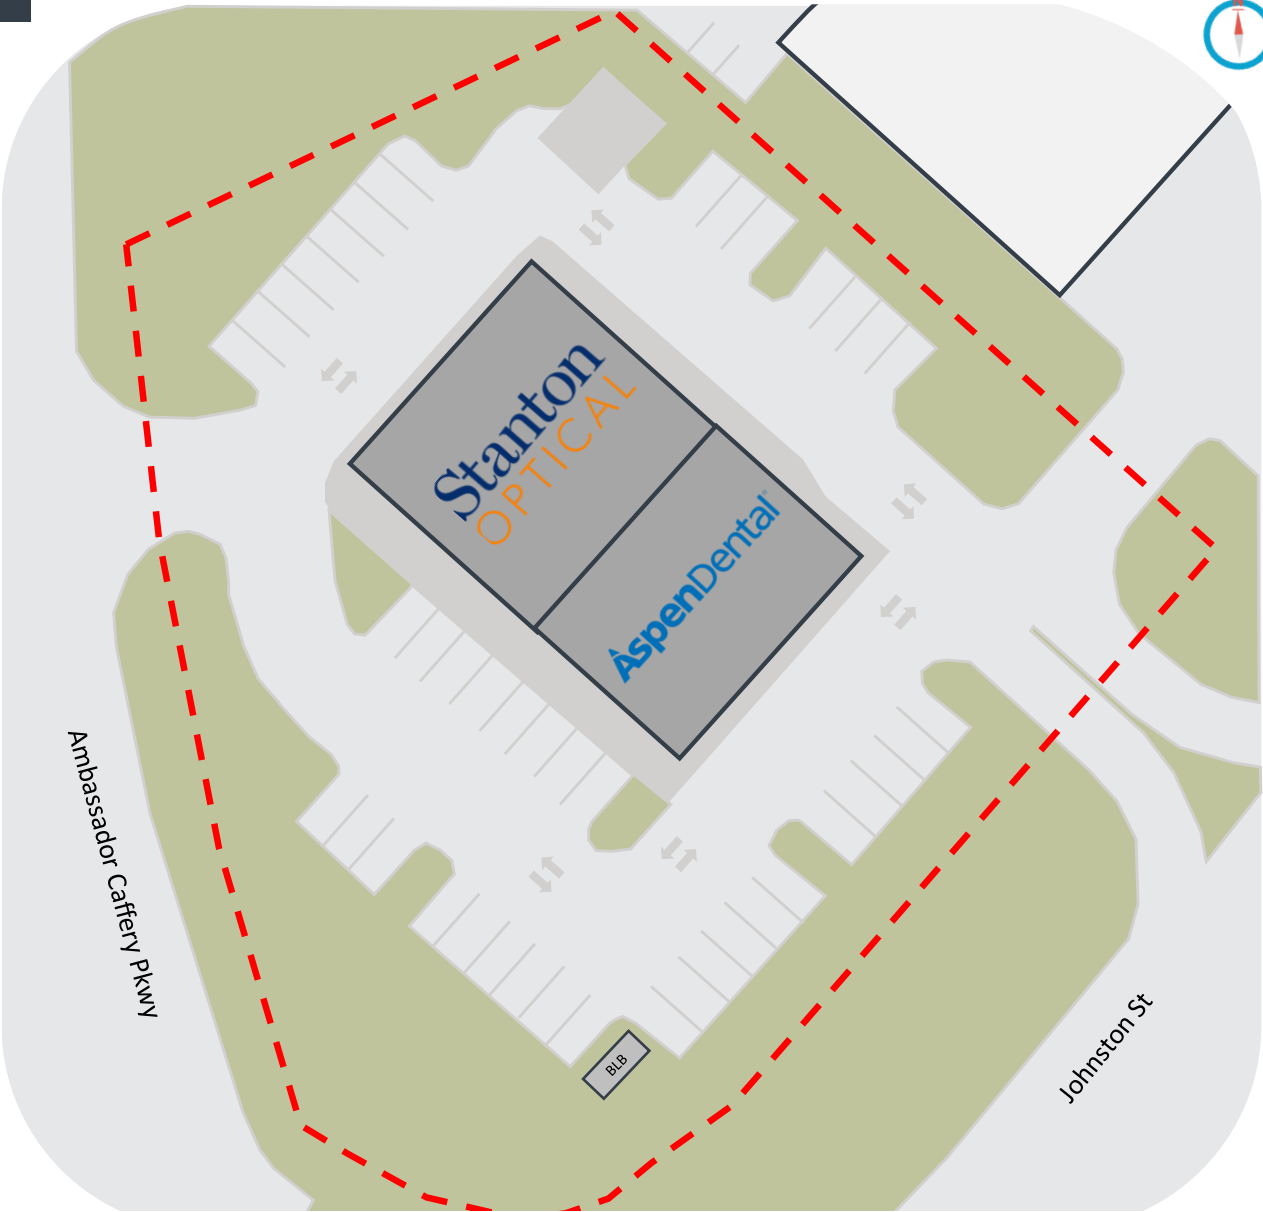 Stanton
OPTICAL
AspenDental
Ambassador Caffery Pkwy
Johnston St
BLB